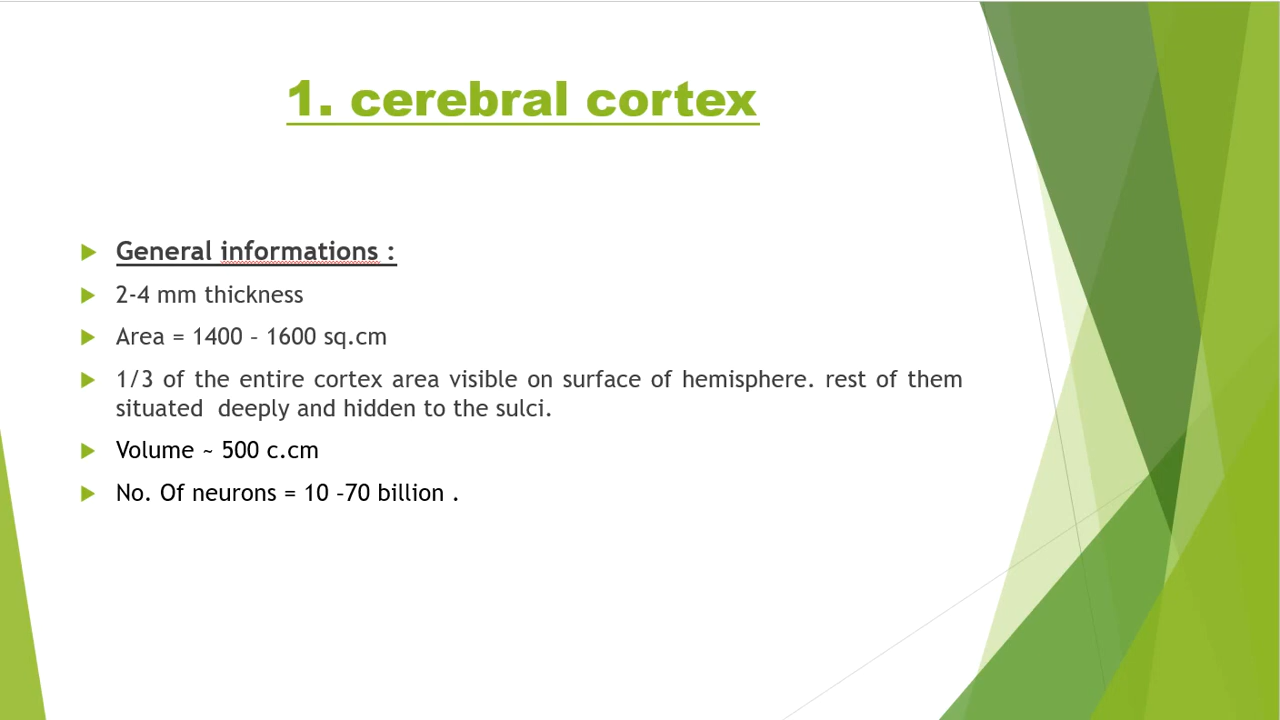 1. cerebral cortex
General informations :
2-4 mm thickness
Area = 1400 – 1600 sq.cm
1/3 of the entire cortex area visible on surface of hemisphere. rest of them
situated  deeply and hidden to the sulci.
Volume ~ 500 c.cm
No. Of neurons = 10 –70 billion .